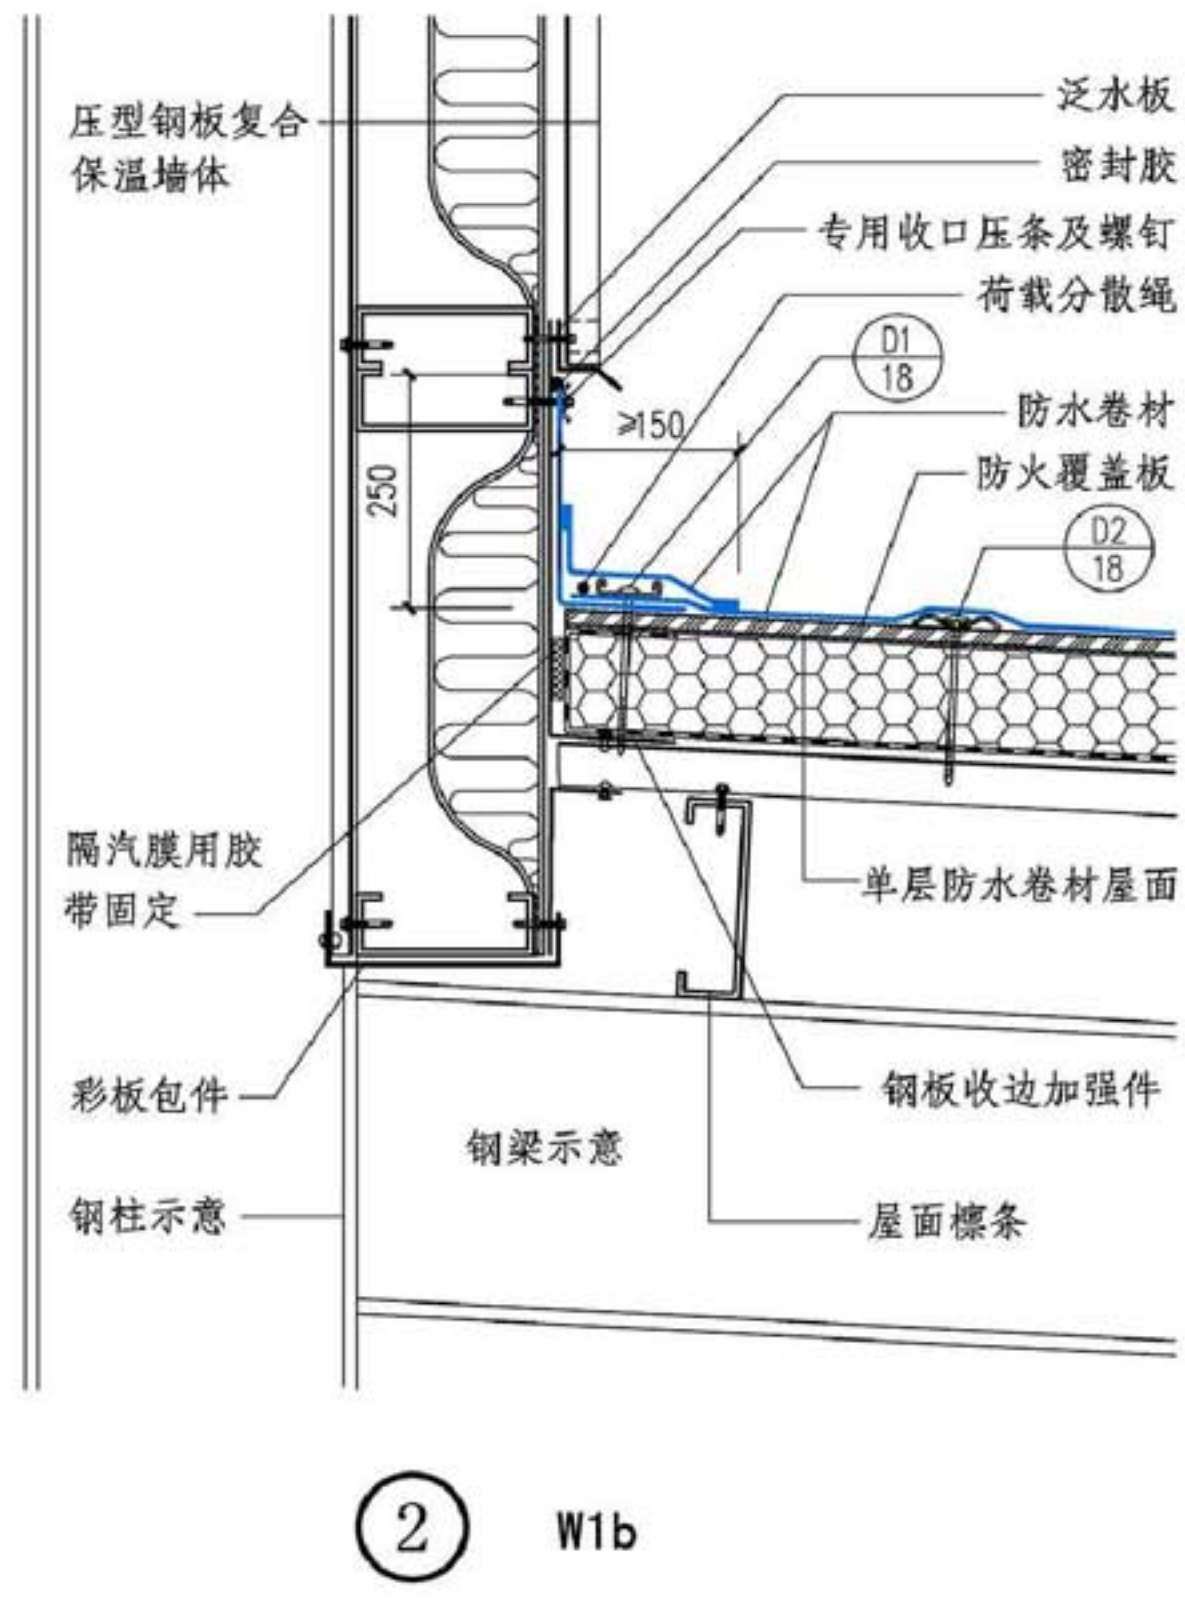 压型钢板复合
保温墙体
泛水板
密封胶
专用收口压条及螺钉
荷载分散绳
D1
18
防水卷材
≥150
防火覆盖板
250
D2
18
隔汽膜用胶
带固定
单层防水卷材屋面
彩板包件
钢板收边加强件
钢梁示意
钢柱示意
屋面檩条
2
W1b